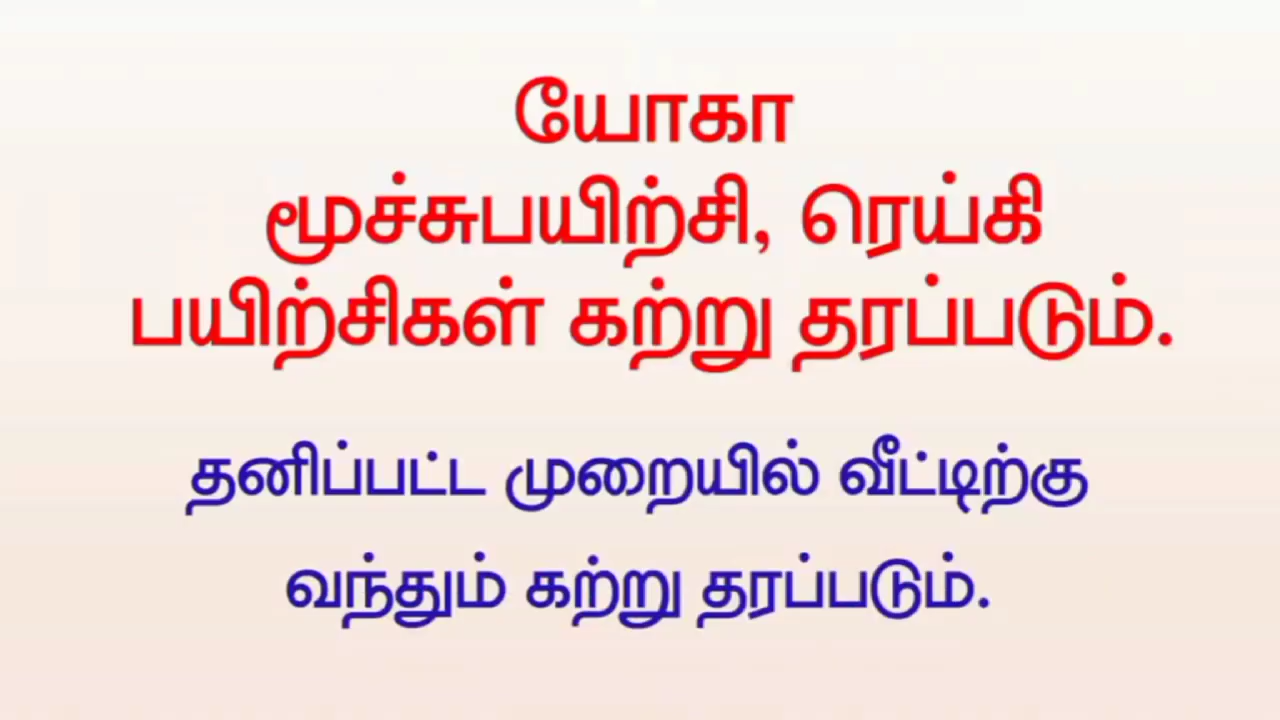 யோகா
மூச்சுபயிற்சி, ரெய்கி
பயிற்சிகள் கற்று தரப்படும்.
தனிப்பட்ட முறையில் வீட்டிற்கு
வந்தும் கற்று தரப்படும்.